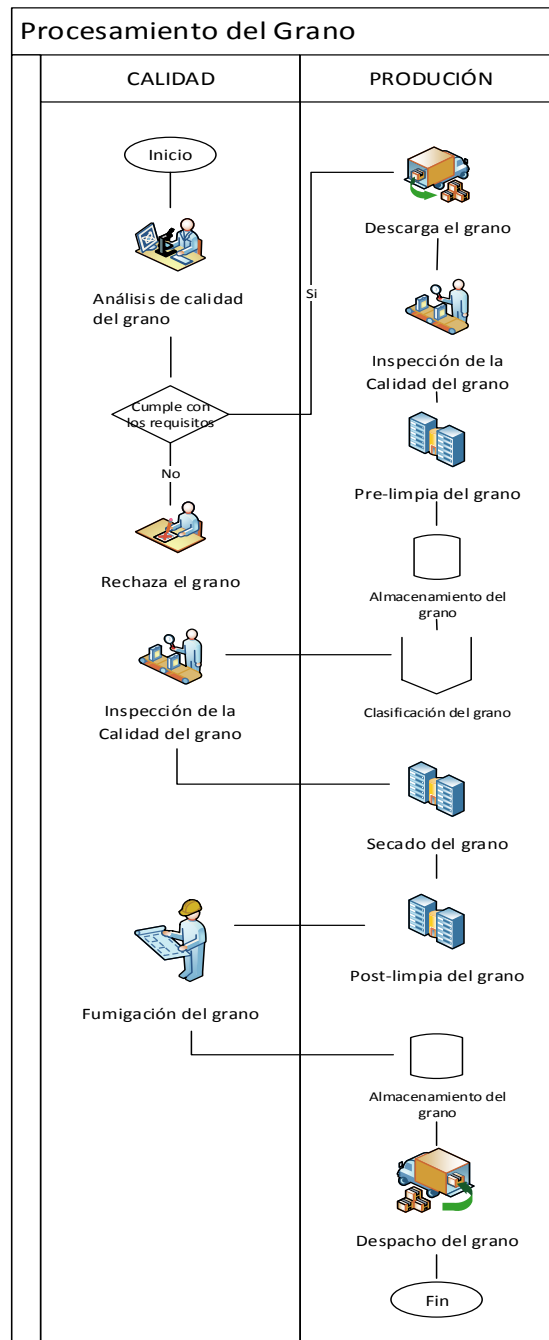 Procesamiento del Grano
CALIDAD
PRODUCIÓN
Inicio
Análisis de calidad
del grano
Cumple con
los requisitos
Si
No
Rechaza el grano
Descarga el grano
Inspección de la
Calidad del grano
Pre-limpia del grano
Almacenamiento del
grano
Clasificación del grano
Inspección de la
Calidad del grano
Secado del grano
Post-limpia del grano
Fumigación del grano
Almacenamiento del
grano
Despacho del grano
Fin